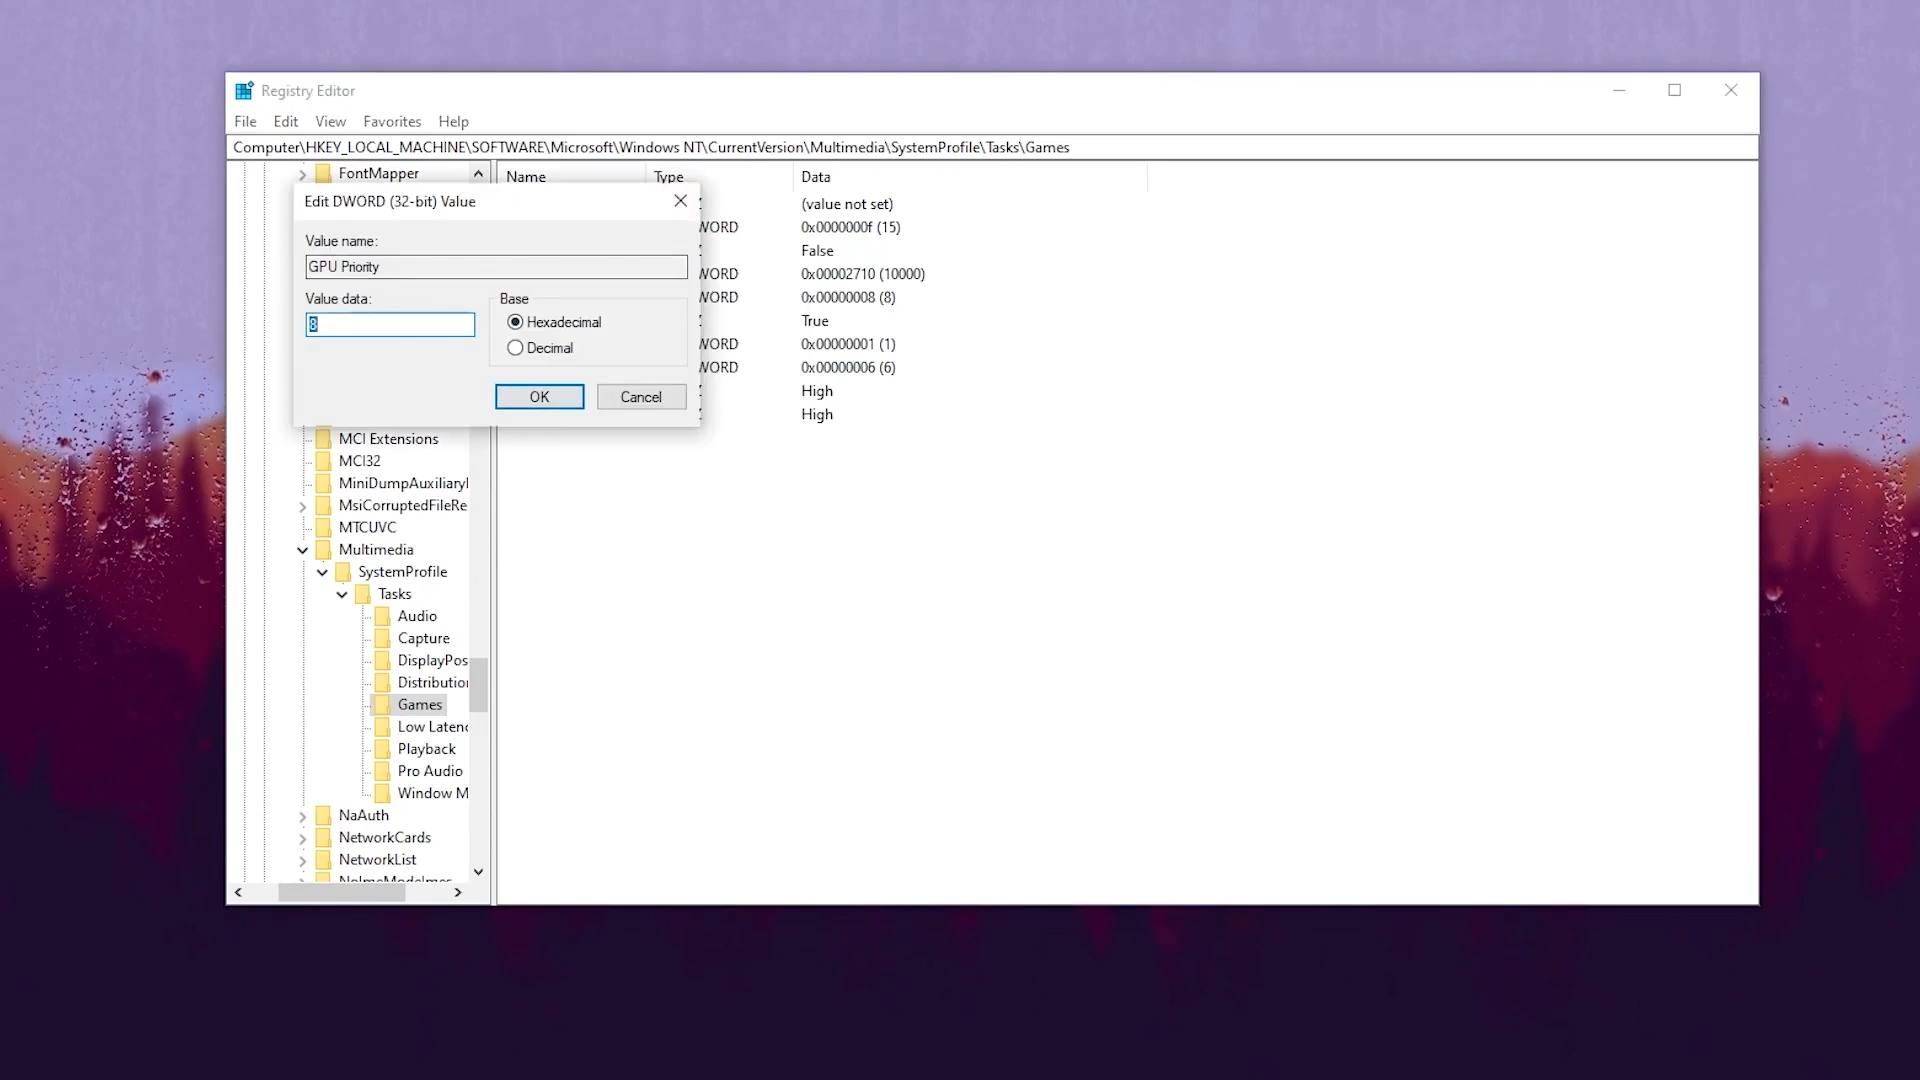 Registry Editor
File Edit View Favorites Help
Computer\HKEY_LOCAL_MACHINE\SOFTWARE\Microsoft\Windows NT\CurrentVersion\Multimedia\SystemProfile\Tasks\Games
FontMapper
Name Type Data
Edit DWORD (32-bit) Value
Value name:
GPU Priority
Value data:
8
Base
Hexadecimal
Decimal
OK Cancel
(value not set)
WORD 0x0000000f (15)
False
WORD 0x00002710 (10000)
WORD 0x00000008 (8)
True
WORD 0x00000001 (1)
WORD 0x00000006 (6)
High
High
MCI Extensions
MCI32
MiniDumpAuxiliaryI
MsiCorruptedFileRe
MTCUVC
Multimedia
SystemProfile
Tasks
Audio
Capture
DisplayPos
Distribution
Games
Low Latenc
Playback
Pro Audio
Window M
NaAuth
NetworkCards
NetworkList